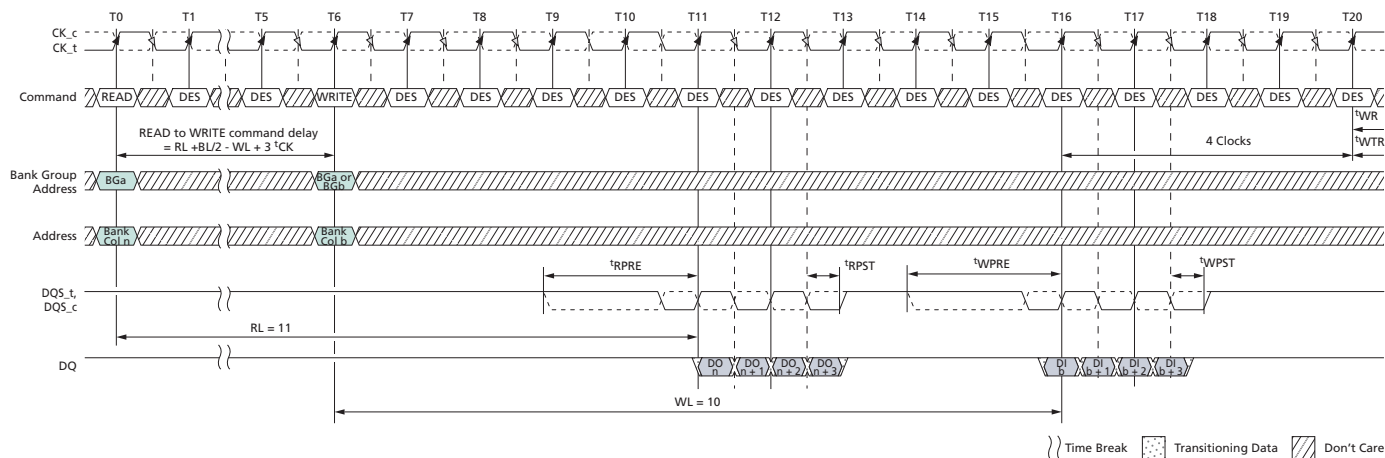 T0 T1 T5 T6 T7 T8 T9 T10 T11 T12 T13 T14 T15 T16 T17 T18 T19 T20
CK_c
CK_t
Command READ DES DES WRITE DES DES DES DES DES DES DES DES DES DES DES DES DES DES
tWR
READ to WRITE command delay
= RL +BL/2 - WL + 3 tCK
4 Clocks
tWTR
Bank Group
Address
BGa
BGa or
BGb
Address
Bank
Col n
Bank
Col b
tRPRE tRPST tWPRE tWPST
DQS_t,
DQS_c
RL = 11
DQ
DO
n
DO
n + 1
DO
n + 2
DO
n + 3
DI
b
DI
b + 1
DI
b + 2
DI
b + 3
WL = 10
Time Break Transitioning Data Don't Care